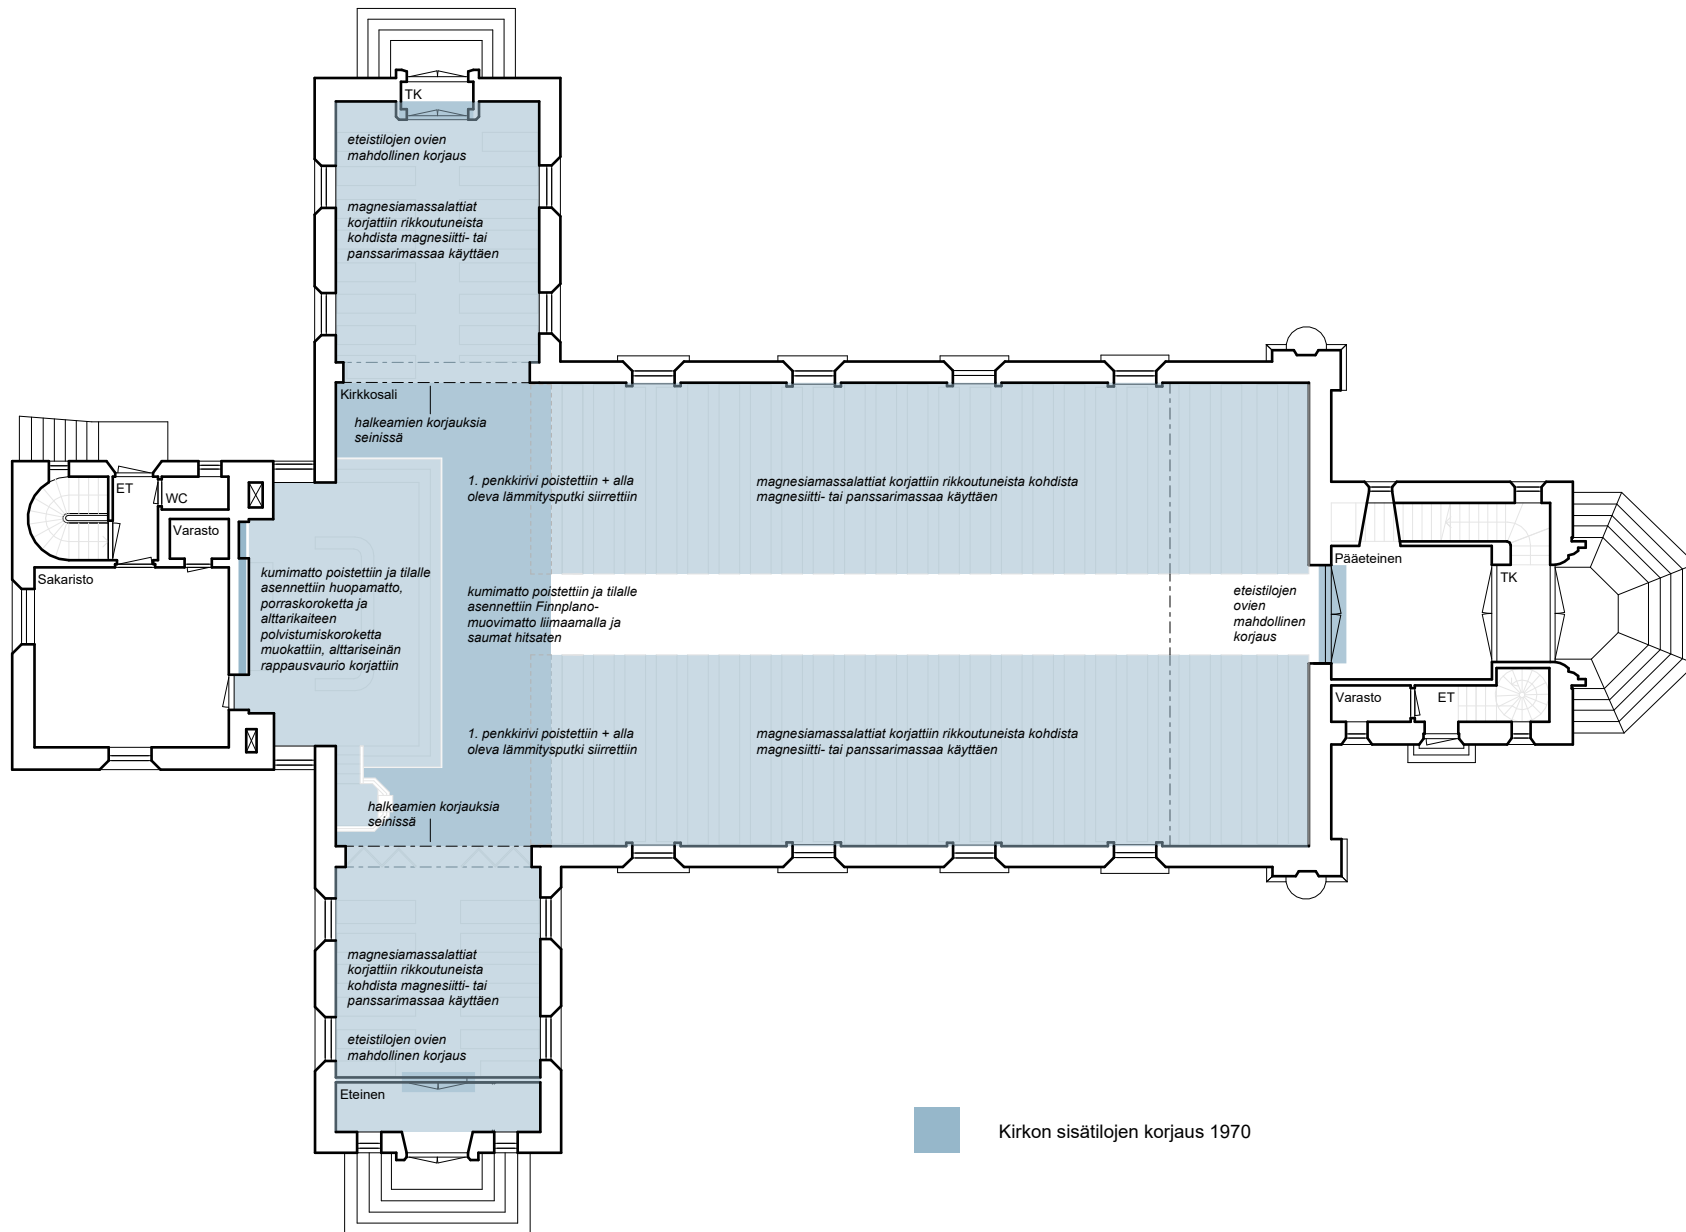 TK
eteistilojen ovien
mahdollinen korjaus
magnesiamassalattiat
korjattiin rikkoutuneista
kohdista magnesiitti- tai
panssarimassaa käyttäen
Kirkkosali
halkeamien korjauksia
seinissä
ET
WC
Varasto
Sakaristo
kumimatto poistettiin ja tilalle
asennettiin huopamatto,
porraskoroketta ja
alttarikaiteen
polvistumiskoroketta
muokattiin, alttariseinän
rappausvaurio korjattiin
1. penkkirivi poistettiin + alla
oleva lämmitysputki siirrettiin
magnesiamassalattiat korjattiin rikkoutuneista kohdista
magnesiitti- tai panssarimassaa käyttäen
kumimatto poistettiin ja tilalle
asennettiin Finnplano-
muovimatto liimaamalla ja
saumat hitsaten
eteistilojen
ovien
mahdollinen
korjaus
Pääeteinen
TK
Varasto
ET
1. penkkirivi poistettiin + alla
oleva lämmitysputki siirrettiin
magnesiamassalattiat korjattiin rikkoutuneista kohdista
magnesiitti- tai panssarimassaa käyttäen
halkeamien korjauksia
seinissä
magnesiamassalattiat
korjattiin rikkoutuneista
kohdista magnesiitti- tai
panssarimassaa käyttäen
eteistilojen ovien
mahdollinen korjaus
Eteinen
Kirkon sisätilojen korjaus 1970